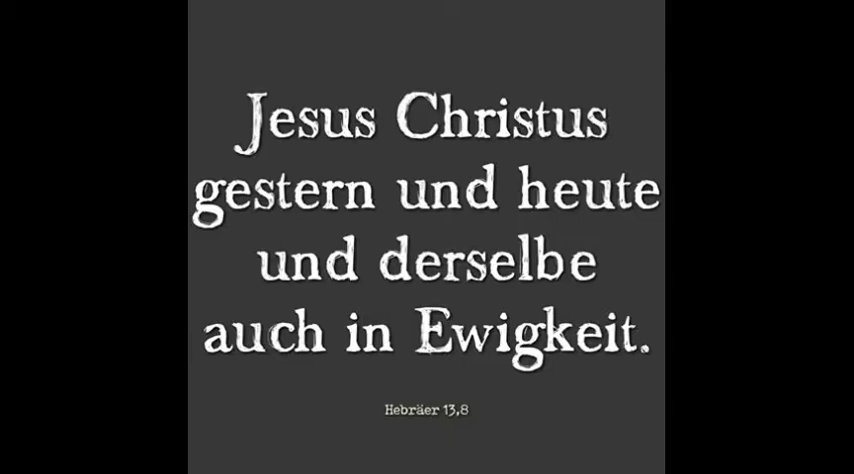 Jesus Christus
gestern und heute
und derselbe
auch in Ewigkeit.
Hebräer 13,8